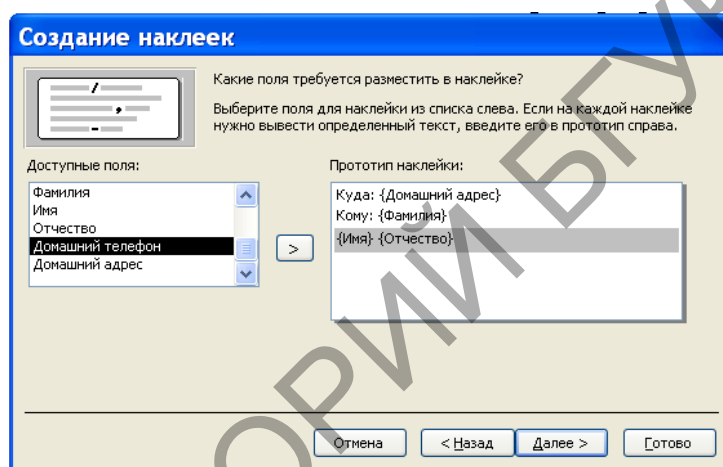 Создание наклеек
Какие поля требуется разместить в наклейке?
Выберите поля для наклейки из списка слева. Если на каждой наклейке
нужно вывести определенный текст, введите его в прототип справа.
Доступные поля:
Фамилия
Имя
Отчество
Домашний телефон
Домашний адрес
>
Прототип наклейки:
Куда: {Домашний адрес}
Кому: {Фамилия}
{Имя} {Отчество}
Отмена
< Назад
Далее >
Готово
ОРИЙ БГУ